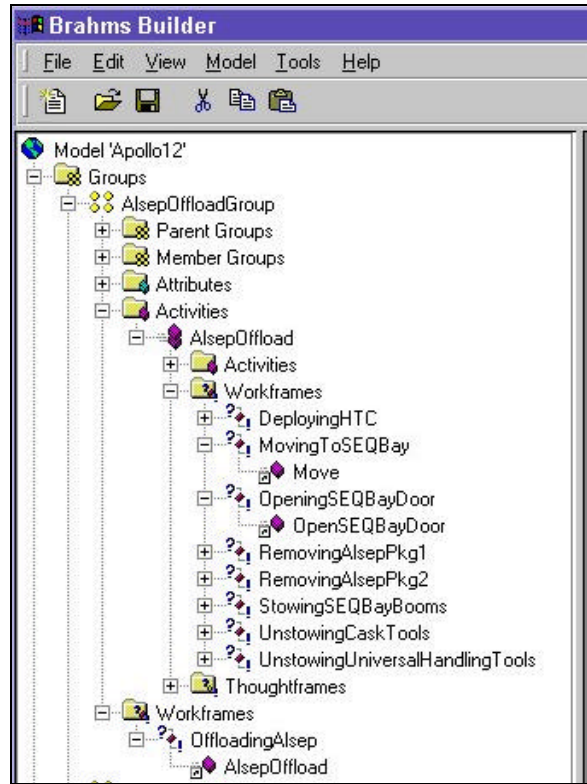 Brahms Builder
File Edit View Model Tools Help
Model 'Apollo12'
Groups
AlsepOffloadGroup
Parent Groups
Member Groups
Attributes
Activities
AlsepOffload
Activities
Workframes
DeployingHTC
MovingToSEQBay
Move
OpeningSEQBayDoor
OpenSEQBayDoor
RemovingAlsepPkg1
RemovingAlsepPkg2
StowingSEQBayBooms
UnstowingCaskTools
UnstowingUniversalHandlingTools
Thoughtframes
Workframes
OffloadingAlsep
AlsepOffload